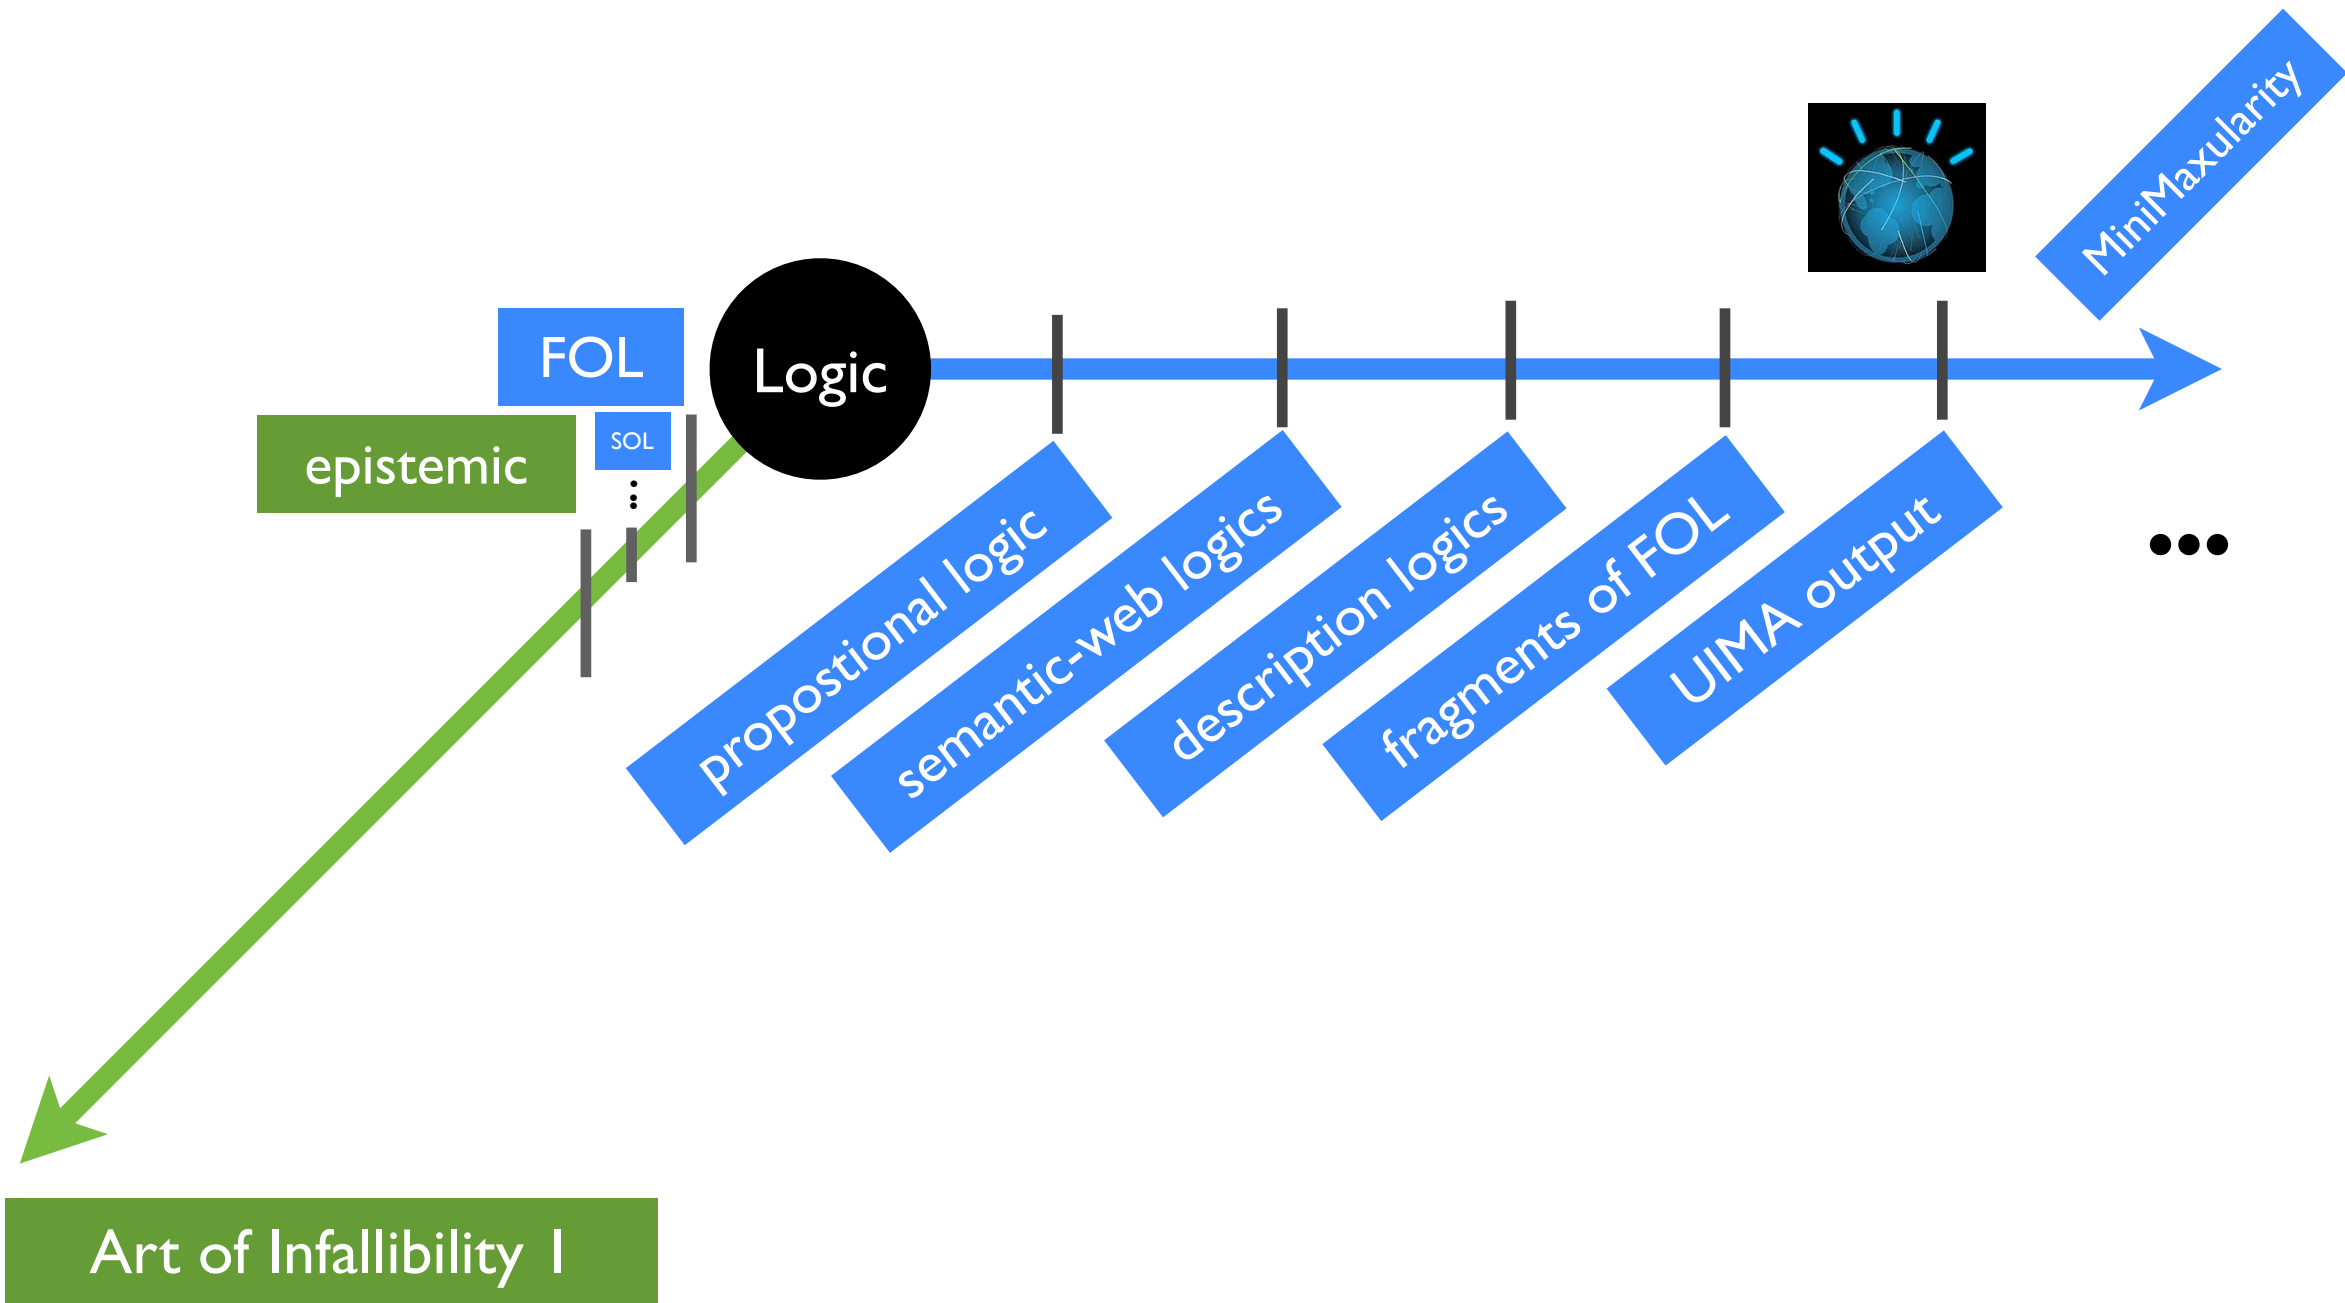 MiniMaxularity
FOL
Logic
epistemic
SOL
propostional logic
semantic-web logics
description logics
fragments of FOL
UIMA output
Art of Infallibility 1